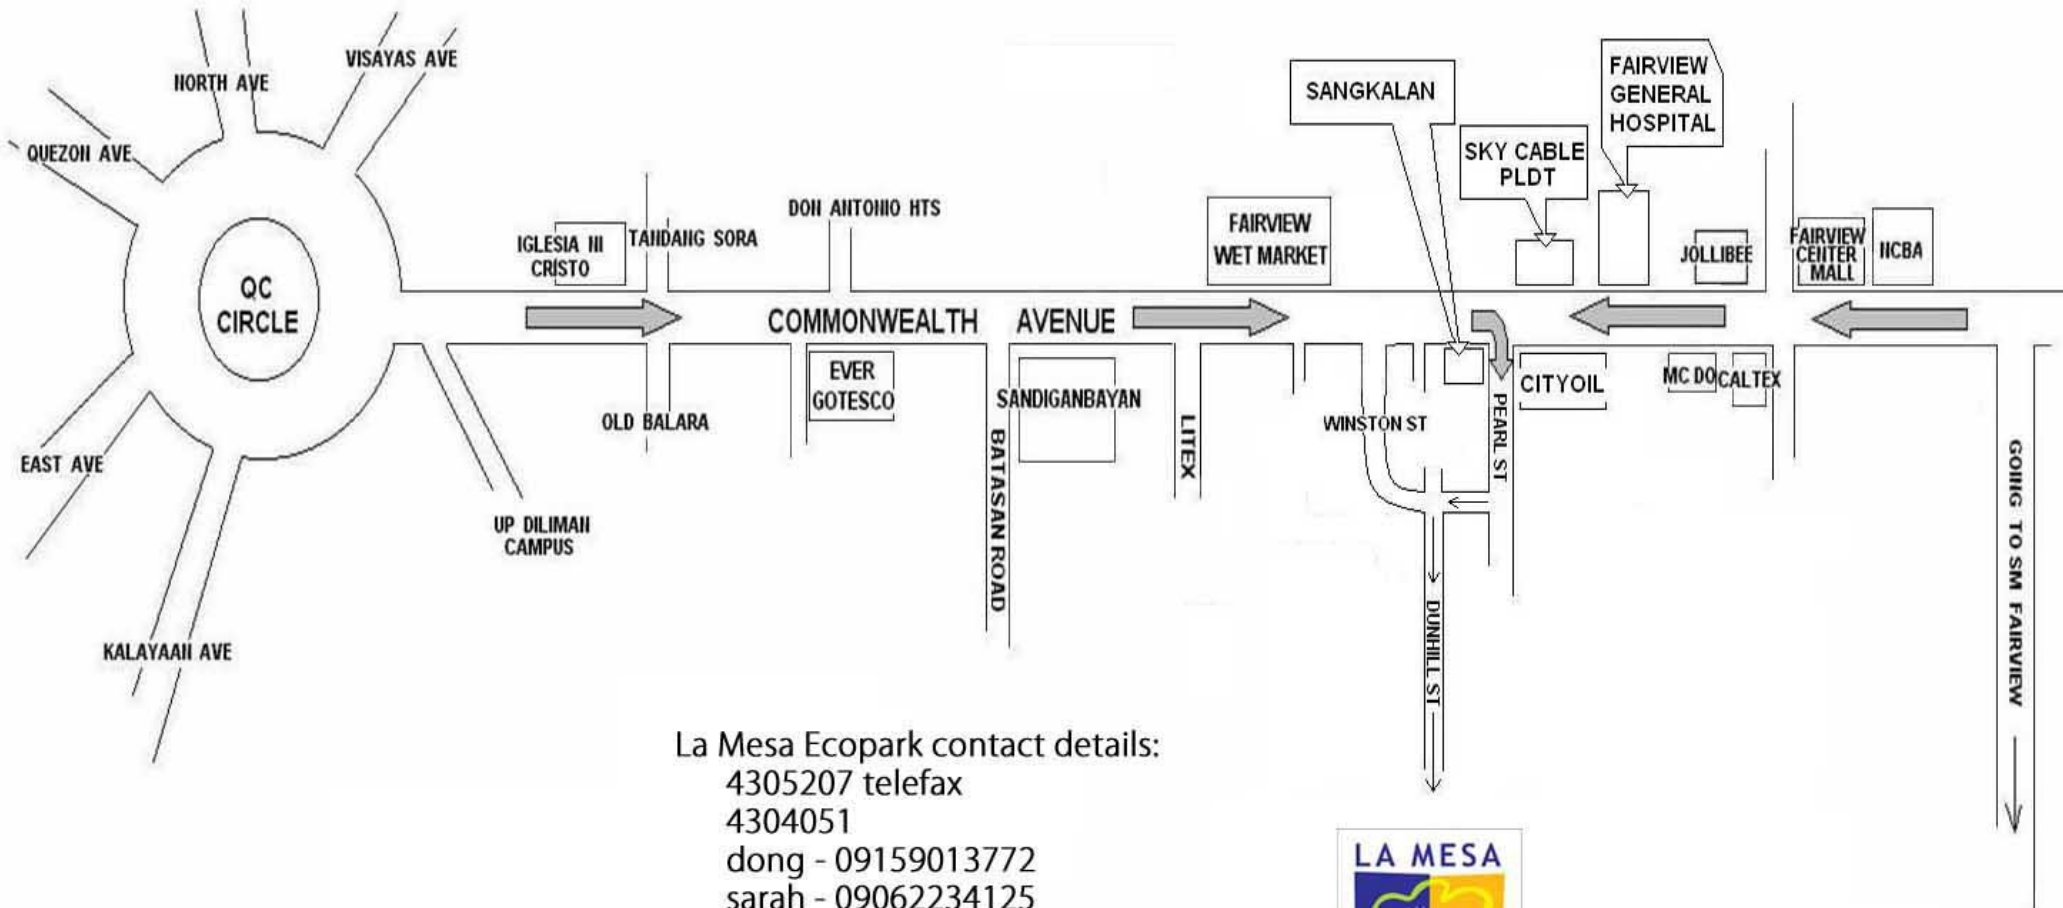 NORTH AVE
VISAYAS AVE
QUEZON AVE
QC
CIRCLE
EAST AVE
KALAYAAN AVE
UP DILIMAN
CAMPUS
IGLESIA NI
CRISTO
TANDANG SORA
OLD BALARA
DON ANTONIO HTS
COMMONWEALTH AVENUE
EVER
GOTESCO
BATASAN ROAD
SANDIGANBAYAN
LITEX
FAIRVIEW
WET MARKET
SANGKALAN
SKY CABLE
PLDT
FAIRVIEW
GENERAL
HOSPITAL
JOLLIBEE
FAIRVIEW
CENTER
MALL
NCBA
WINSTON ST
PEARL ST
CITYOIL
MC DO
CALTEX
DUNHILL ST
GOING TO SM FAIRVIEW
La Mesa Ecopark contact details:
4305207 telefax
4304051
dong - 09159013772
sarah - 09062234125
LA MESA